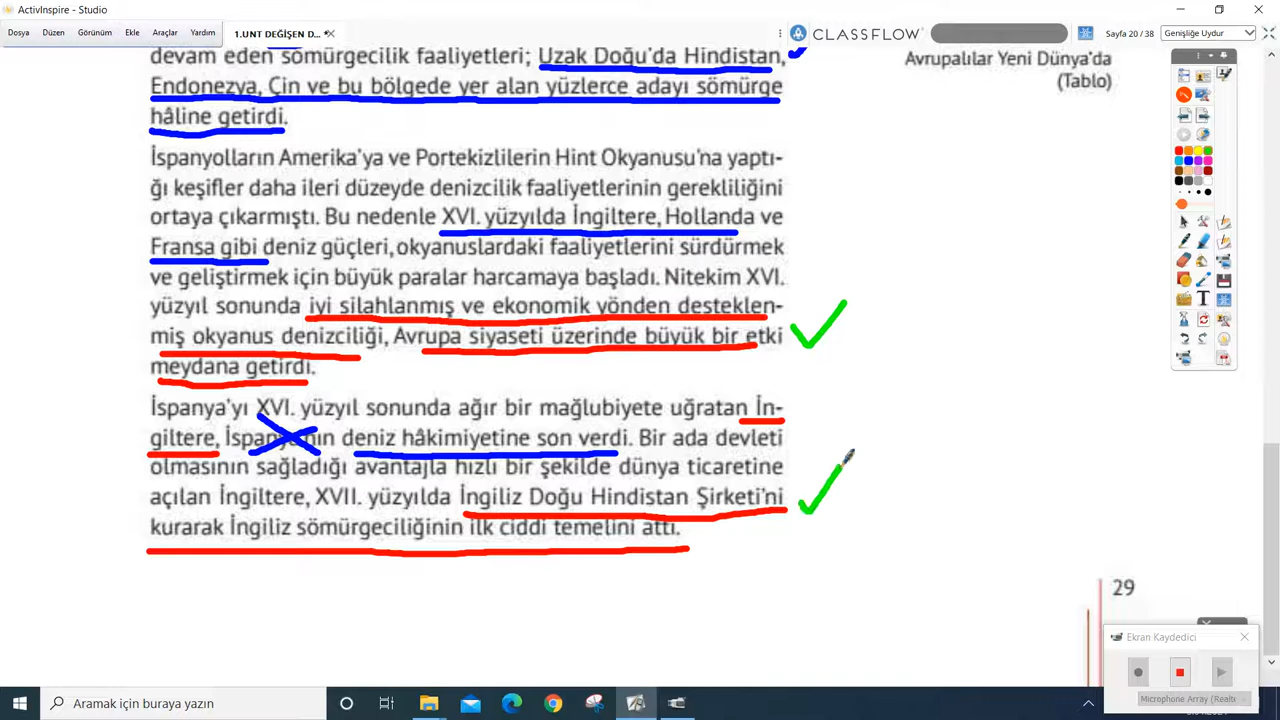 ActivInspire - Studio
Dosya Düzen Görünüm Ekle Araçlar Yardım
1.UNT DEĞİŞEN D...
CLASSFLOW
Sayfa 20 / 38
Genişliğe Uydur
devam eden sömürgecilik faaliyetleri; Uzak Doğu'da Hindistan,
Endonezya, Çin ve bu bölgede yer alan yüzlerce adayı sömürge
hâline getirdi.
Avrupalılar Yeni Dünya'da
(Tablo)
İspanyolların Amerika'ya ve Portekizlilerin Hint Okyanusu'na yaptı-
ğı keşifler daha ileri düzeyde denizcilik faaliyetlerinin gerekliliğini
ortaya çıkarmıştı. Bu nedenle XVI. yüzyılda İngiltere, Hollanda ve
Fransa gibi deniz güçleri, okyanuslardaki faaliyetlerini sürdürmek
ve geliştirmek için büyük paralar harcamaya başladı. Nitekim XVI.
yüzyıl sonunda iyi silahlanmış ve ekonomik yönden desteklen-
miş okyanus denizciliği, Avrupa siyaseti üzerinde büyük bir etki
meydana getirdi.
İspanya'yı XVI. yüzyıl sonunda ağır bir mağlubiyete uğratan İn-
giltere, İspanya'nın deniz hâkimiyetine son verdi. Bir ada devleti
olmasının sağladığı avantajla hızlı bir şekilde dünya ticaretine
açılan İngiltere, XVII. yüzyılda İngiliz Doğu Hindistan Şirketi'ni
kurarak İngiliz sömürgeciliğinin ilk ciddi temelini attı.
29
Ekran Kaydedici
Microphone Array (Realte
Aramak için buraya yazın